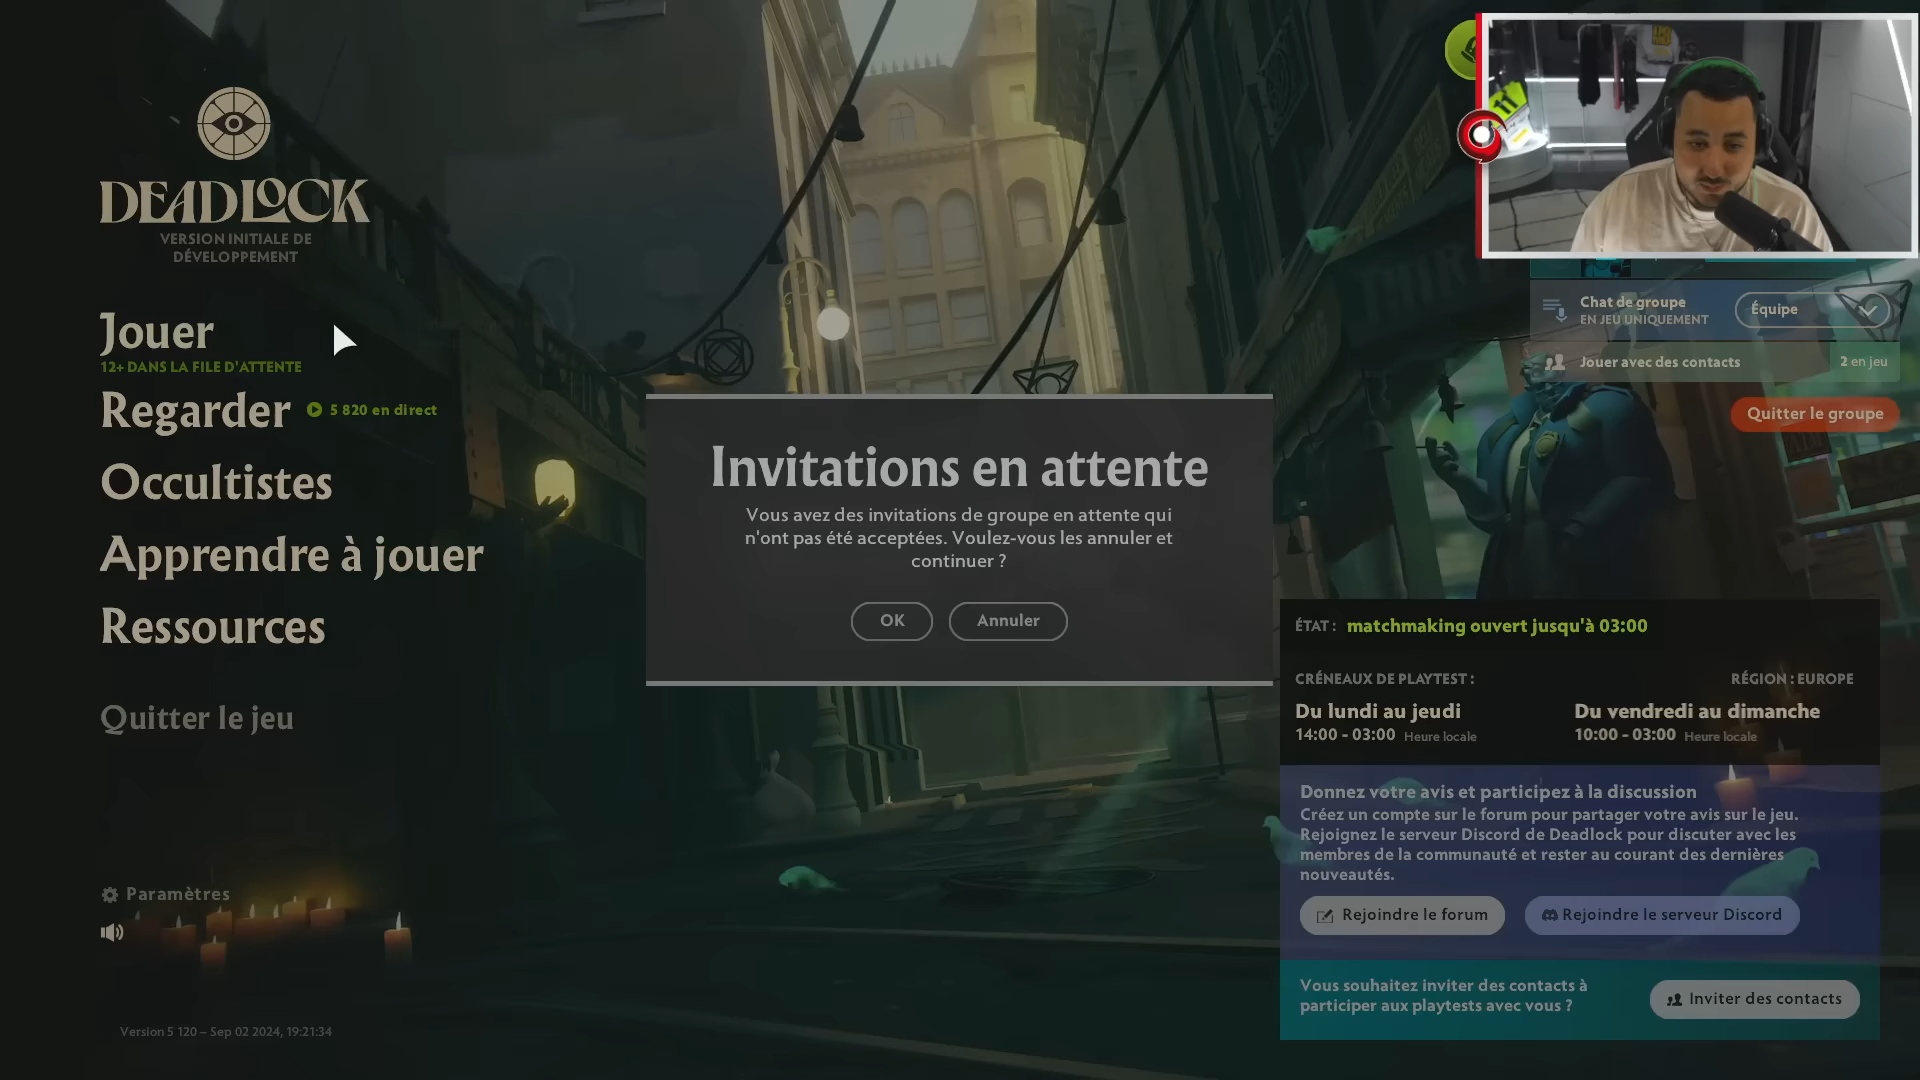 DEADLOCK
VERSION INITIALE DE
DÉVELOPPEMENT
Jouer
12+ DANS LA FILE D'ATTENTE
Regarder
5 820 en direct
Occultistes
Apprendre à jouer
Ressources
Quitter le jeu
Paramètres
Version 5 120 – Sep 02 2024, 19:21:34
Invitations en attente
Vous avez des invitations de groupe en attente qui
n'ont pas été acceptées. Voulez-vous les annuler et
continuer ?
OK
Annuler
11
Chat de groupe
EN JEU UNIQUEMENT
Équipe
Jouer avec des contacts
2 en jeu
Quitter le groupe
ÉTAT : matchmaking ouvert jusqu'à 03:00
CRÉNEAUX DE PLAYTEST :
RÉGION : EUROPE
Du lundi au jeudi
14:00 - 03:00 Heure locale
Du vendredi au dimanche
10:00 - 03:00 Heure locale
Donnez votre avis et participez à la discussion
Créez un compte sur le forum pour partager votre avis sur le jeu.
Rejoignez le serveur Discord de Deadlock pour discuter avec les
membres de la communauté et rester au courant des dernières
nouveautés.
Rejoindre le forum
Rejoindre le serveur Discord
Vous souhaitez inviter des contacts à
participer aux playtests avec vous ?
Inviter des contacts